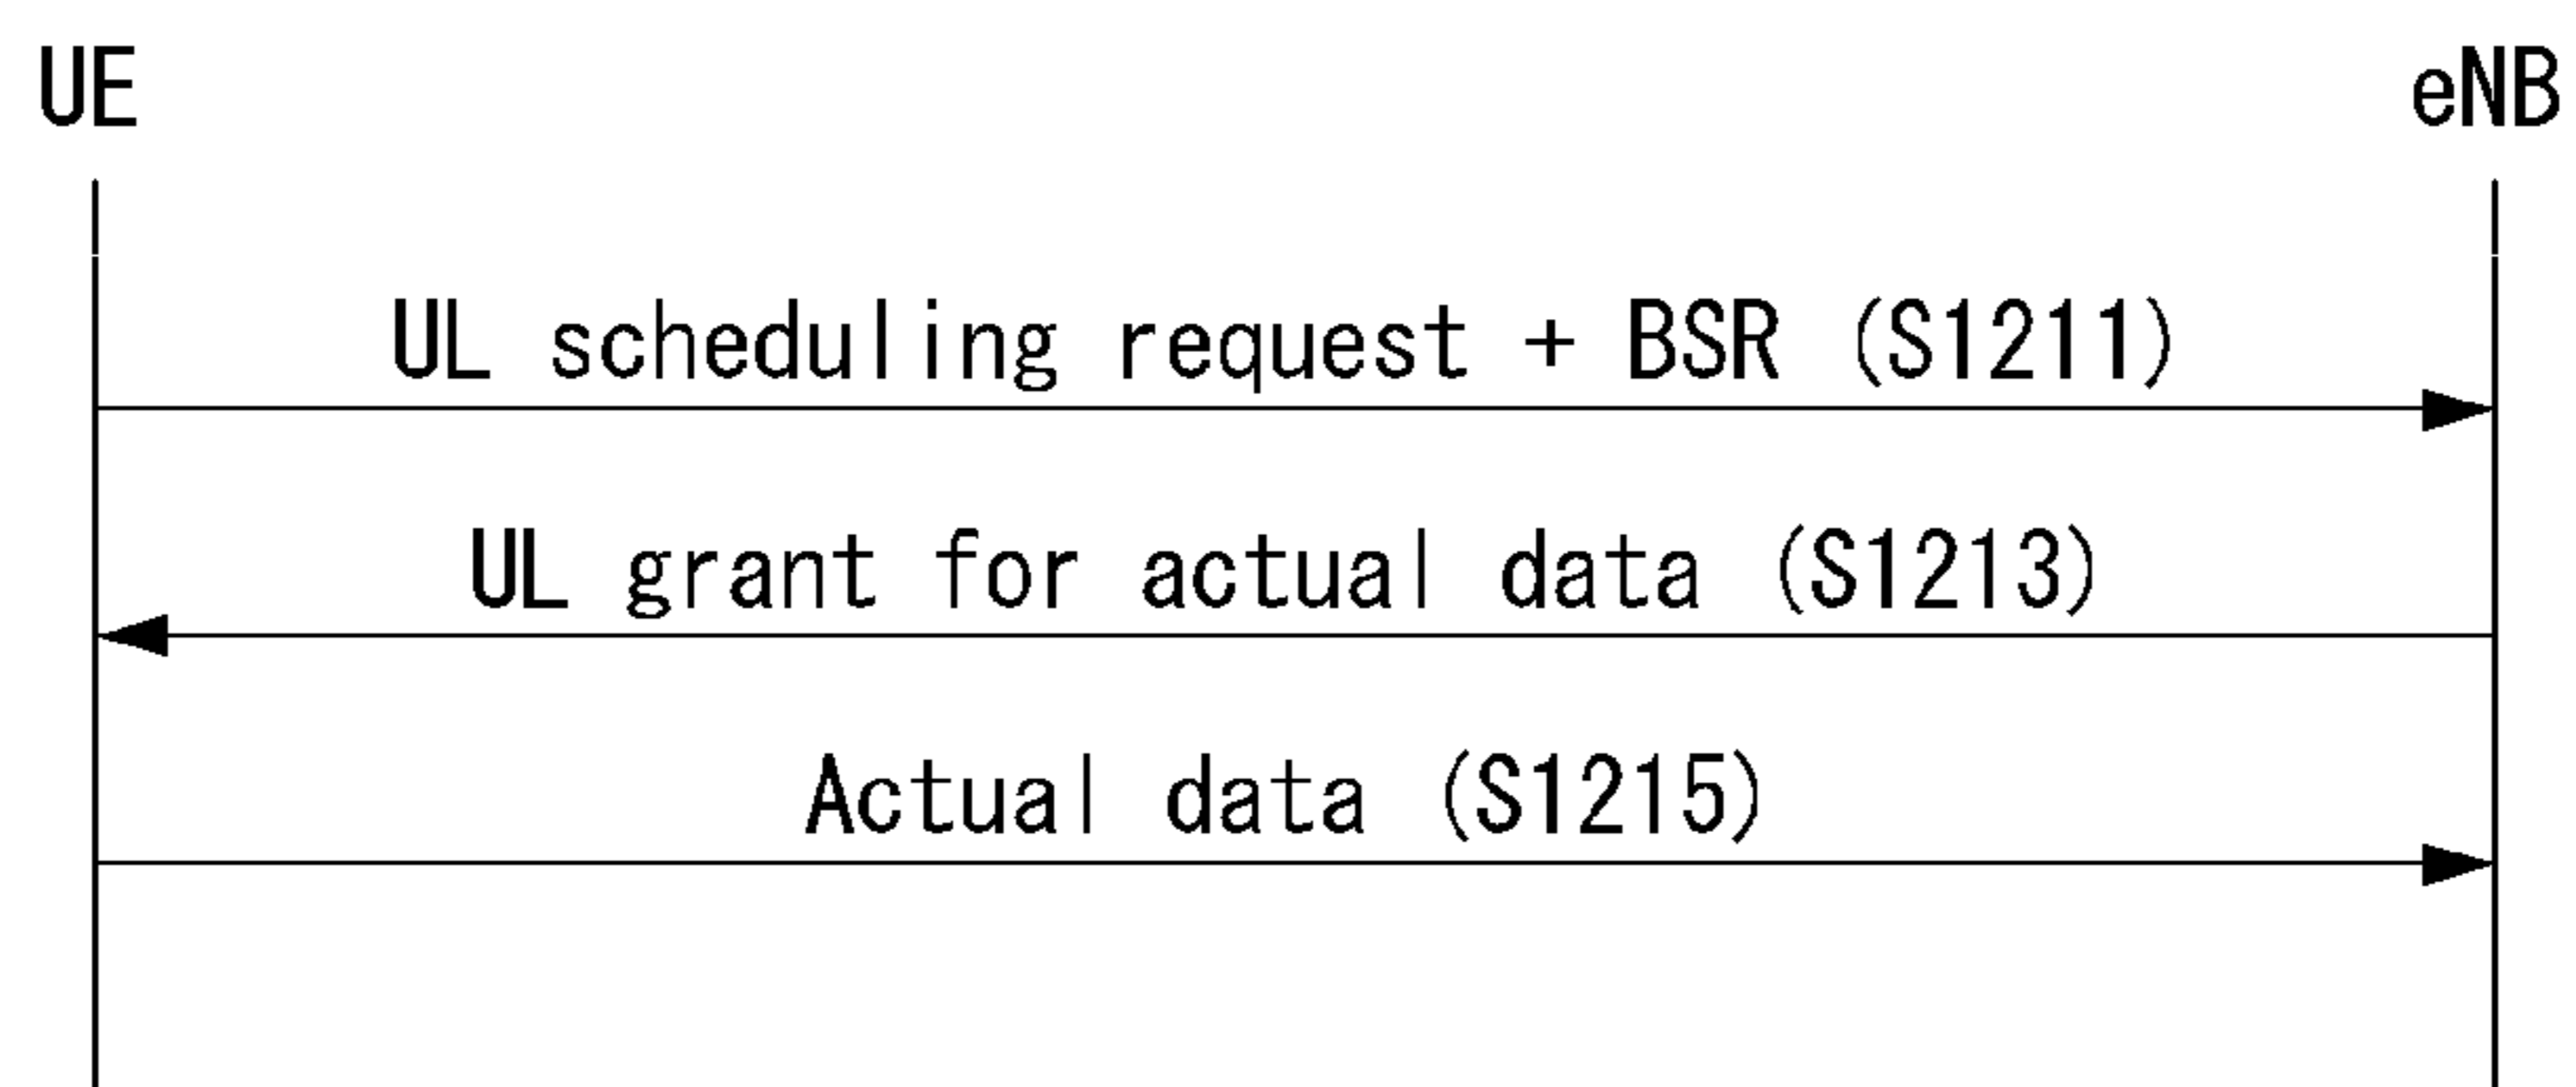 UE eNB
UL scheduling request + BSR (S1211)
UL grant for actual data (S1213)
Actual data (S1215)